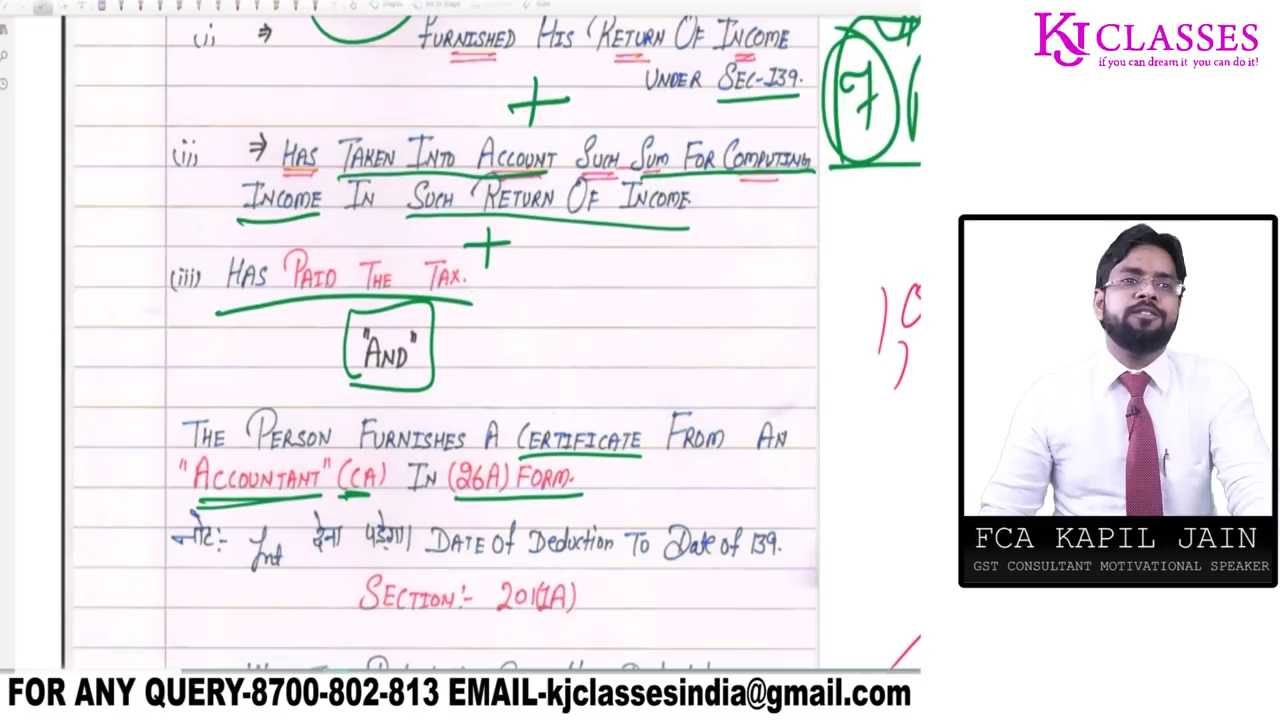 KJ CLASSES
if you can dream it you can do it!
(i) ⇒ FURNISHED HIS RETURN OF INCOME
UNDER SEC-139.
+
7
(ii) ⇒ HAS TAKEN INTO ACCOUNT SUCH SUM FOR COMPUTING
INCOME IN SUCH RETURN OF INCOME
+
(iii) HAS PAID THE TAX.
"AND"
THE PERSON FURNISHES A CERTIFICATE FROM AN
"ACCOUNTANT" (CA) IN (26A) FORM.
नोट:- Int देना पड़ेगा। DATE OF DEDUCTION TO DATE OF 139.
SECTION:- 201(1A)
FCA KAPIL JAIN
GST CONSULTANT MOTIVATIONAL SPEAKER
FOR ANY QUERY-8700-802-813 EMAIL-kjclassesindia@gmail.com